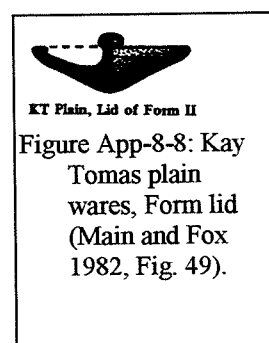 KT Plain, Lid of Form II
Figure App-8-8: Kay
Tomas plain
wares, Form lid
(Main and Fox
1982, Fig. 49).